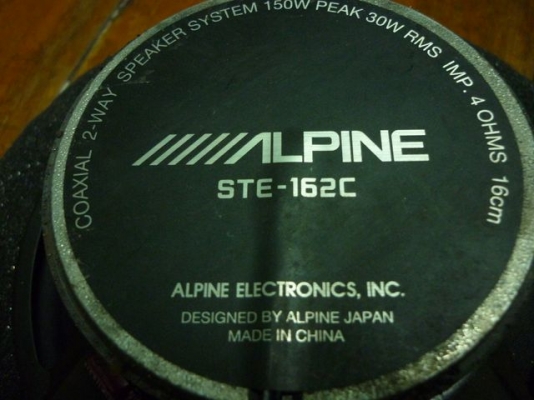 COAXIAL 2-WAY SPEAKER SYSTEM 150W PEAK 30W RMS IMP. 4 OHMS 16cm
ALPINE
STE-162C
ALPINE ELECTRONICS, INC.
DESIGNED BY ALPINE JAPAN
MADE IN CHINA